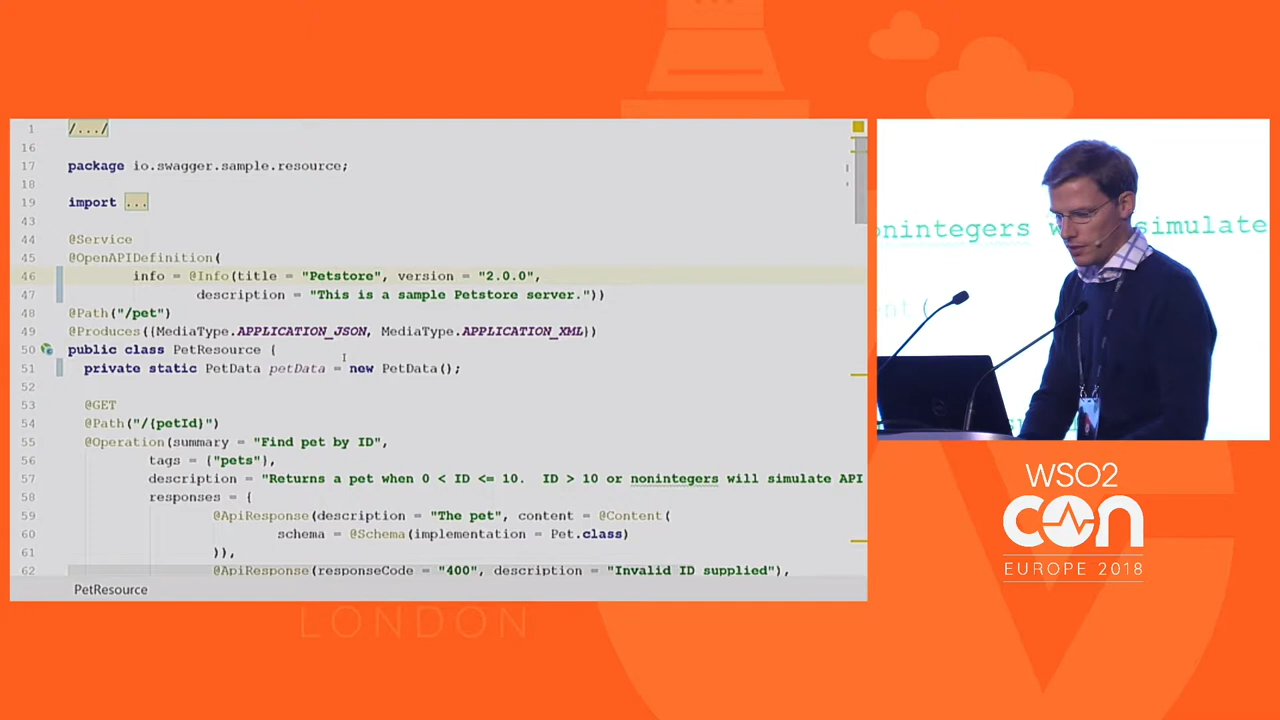 1 /.../
16
17 package io.swagger.sample.resource;
18
19 import ...
43
44 @Service
45 @OpenAPIDefinition(
46 info = @Info(title = "Petstore", version = "2.0.0",
47 description = "This is a sample Petstore server."))
48 @Path("/pet")
49 @Produces({MediaType.APPLICATION_JSON, MediaType.APPLICATION_XML})
50 public class PetResource {
51 private static PetData petData = new PetData();
52
53 @GET
54 @Path("/{petId}")
55 @Operation(summary = "Find pet by ID",
56 tags = {"pets"},
57 description = "Returns a pet when 0 < ID <= 10. ID > 10 or nonintegers will simulate API
58 responses = {
59 @ApiResponse(description = "The pet", content = @Content(
60 schema = @Schema(implementation = Pet.class)
61 )),
62 @ApiResponse(responseCode = "400", description = "Invalid ID supplied"),
PetResource
nonintegers simulate
WSO2
CON
EUROPE 2018
LONDON